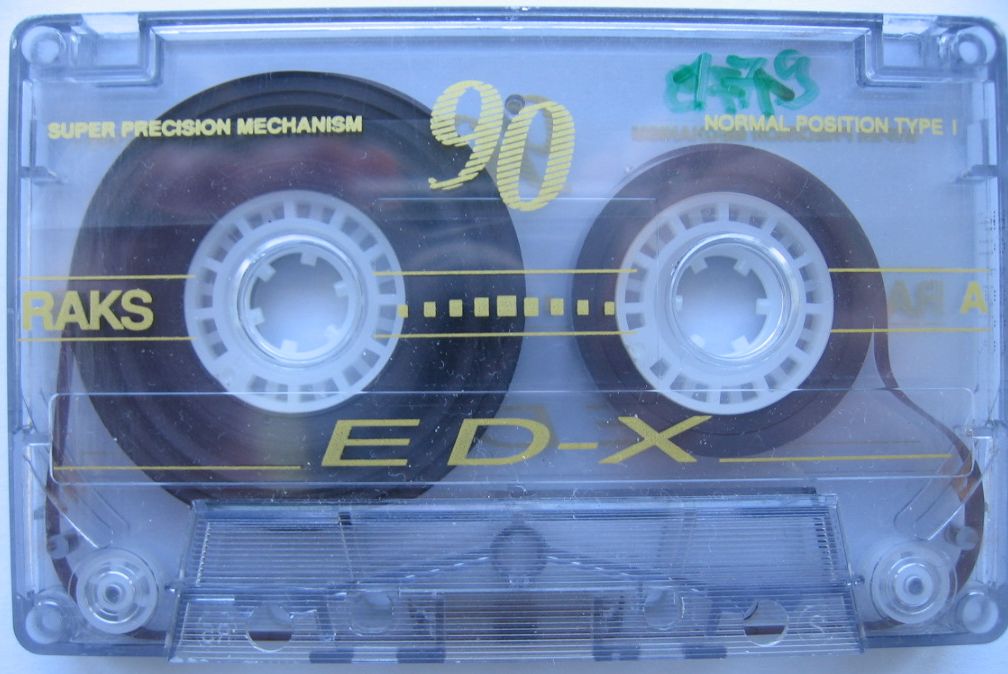 90
SUPER PRECISION MECHANISM
NORMAL POSITION TYPE I
RAKS
A
ED-X